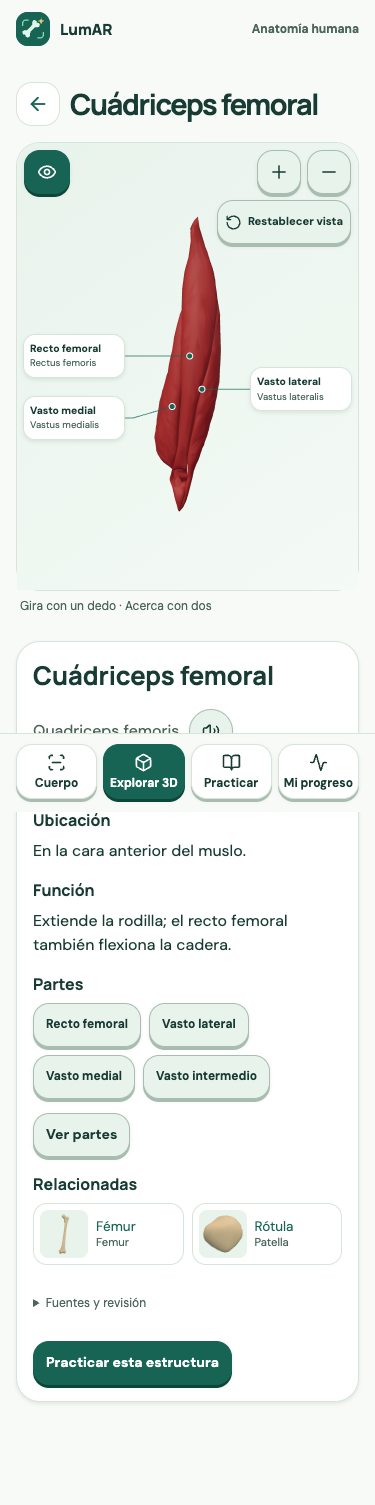 LumAR
Anatomía humana
Cuádriceps femoral
Restablecer vista
Recto femoral
Rectus femoris
Vasto lateral
Vastus lateralis
Vasto medial
Vastus medialis
Gira con un dedo · Acerca con dos
Cuádriceps femoral
Quadriceps femoris
Cuerpo
Explorar 3D
Practicar
Mi progreso
Ubicación
En la cara anterior del muslo.
Función
Extiende la rodilla; el recto femoral
también flexiona la cadera.
Partes
Recto femoral
Vasto lateral
Vasto medial
Vasto intermedio
Ver partes
Relacionadas
Fémur
Femur
Rótula
Patella
Fuentes y revisión
Practicar esta estructura